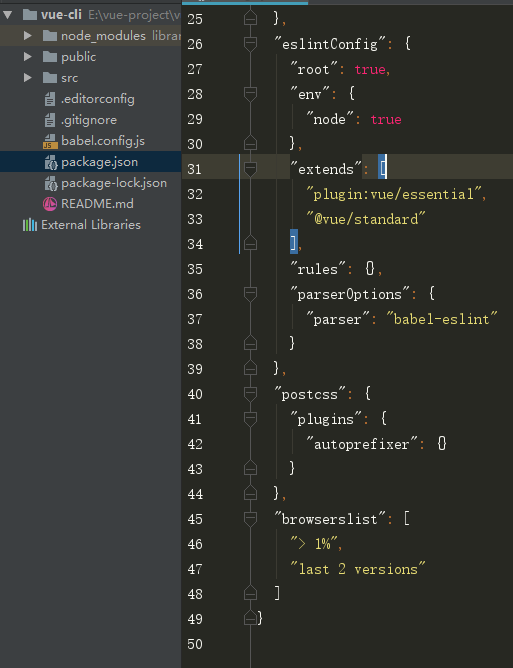 vue-cli E:\vue-project\v
node_modules librar
public
src
.editorconfig
.gitignore
babel.config.js
package.json
package-lock.json
README.md
External Libraries
25 },
26 "eslintConfig": {
27 "root": true,
28 "env": {
29 "node": true
30 },
31 "extends": [
32 "plugin:vue/essential",
33 "@vue/standard"
34 ],
35 "rules": {},
36 "parserOptions": {
37 "parser": "babel-eslint"
38 }
39 },
40 "postcss": {
41 "plugins": {
42 "autoprefixer": {}
43 }
44 },
45 "browserslist": [
46 "> 1%",
47 "last 2 versions"
48 ]
49 }
50